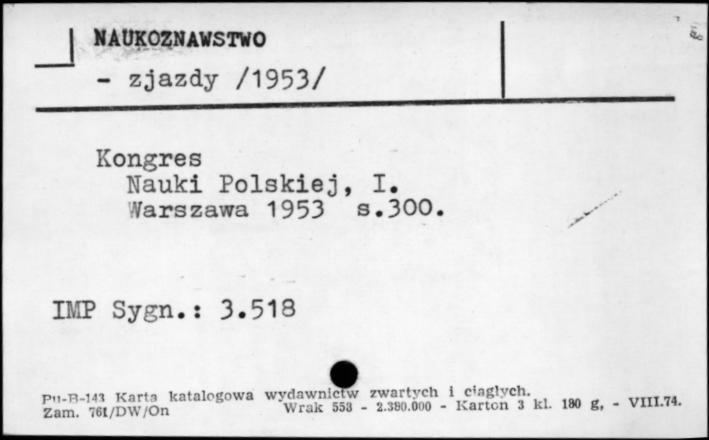 NAUKOZNAWSTWO
- zjazdy /1953/
Kongres
Nauki Polskiej, I.
Warszawa 1953 s.300.
IMP Sygn.: 3.518
Pu-B-143 Karta katalogowa wydawnictw zwartych i ciągłych.
Zam. 761/DW/On Wrak 553 - 2.380.000 - Karton 3 kl. 180 g, - VIII.74.